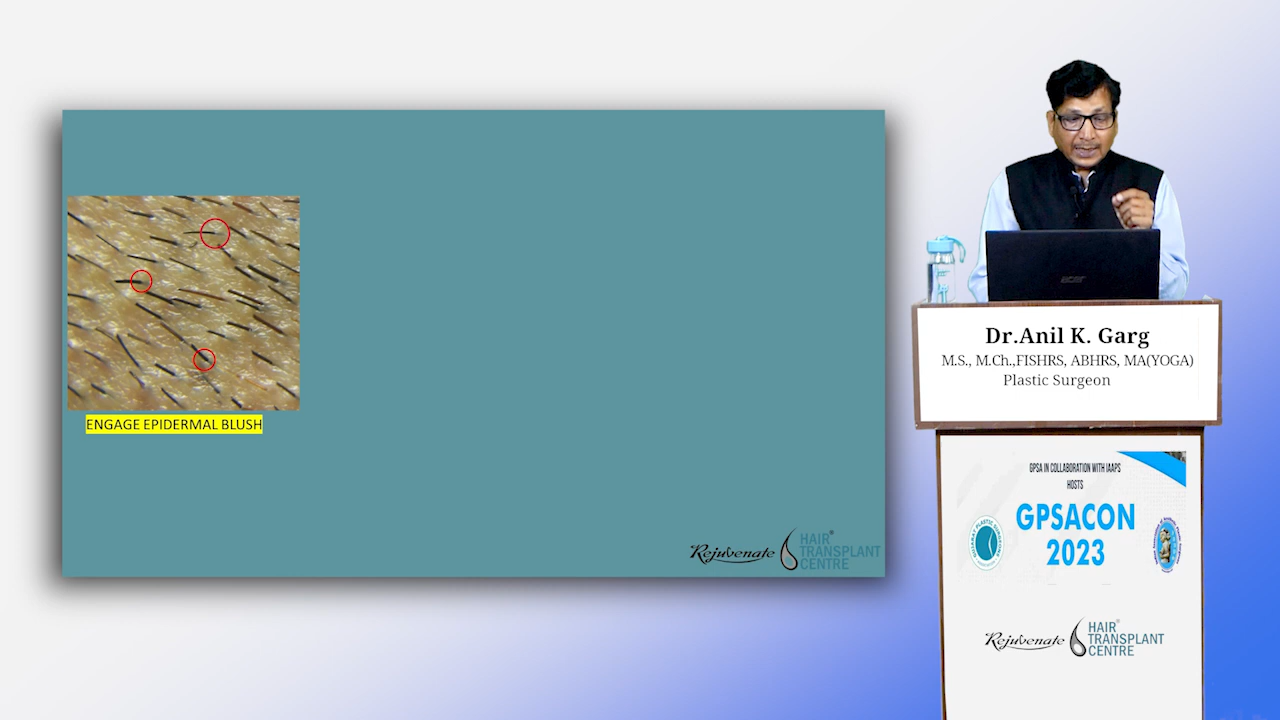 ENGAGE EPIDERMAL BLUSH
Rejuvenate
HAIR
TRANSPLANT
CENTRE
acer
Dr.Anil K. Garg
M.S., M.Ch.,FISHRS, ABHRS, MA(YOGA)
Plastic Surgeon
GPSA IN COLLABORATION WITH IAAPS
HOSTS
GPSACON
2023
Rejuvenate
HAIR
TRANSPLANT
CENTRE